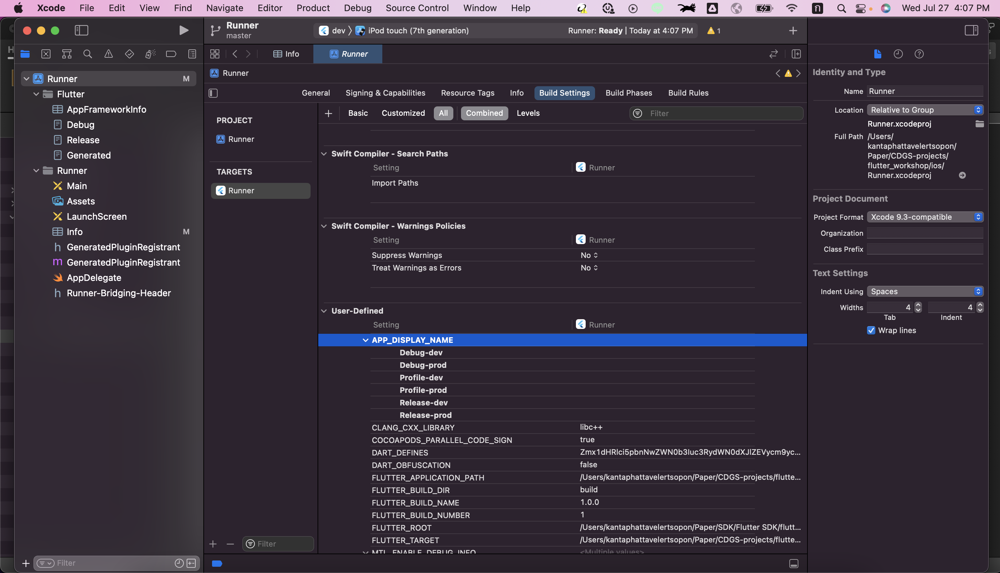 Xcode File Edit View Find Navigate Editor Product Debug Source Control Window Help Wed Jul 27 4:07 PM
Runner
master
dev iPod touch (7th generation) Runner: Ready | Today at 4:07 PM 1
Info Runner
Runner M
Flutter
AppFrameworkInfo
Debug
Release
Generated
Runner
Main
Assets
LaunchScreen
Info M
h GeneratedPluginRegistrant
m GeneratedPluginRegistrant
AppDelegate
h Runner-Bridging-Header
Filter
Runner
General Signing & Capabilities Resource Tags Info Build Settings Build Phases Build Rules
PROJECT
Runner
TARGETS
Runner
Filter
Basic Customized All Combined Levels Filter
Swift Compiler - Search Paths
Setting Runner
Import Paths
Swift Compiler - Warnings Policies
Setting Runner
Suppress Warnings No
Treat Warnings as Errors No
User-Defined
Setting Runner
APP_DISPLAY_NAME
Debug-dev
Debug-prod
Profile-dev
Profile-prod
Release-dev
Release-prod
CLANG_CXX_LIBRARY libc++
COCOAPODS_PARALLEL_CODE_SIGN true
DART_DEFINES Zmx1dHRlci5pbnNwZWN0b3Iuc3RydWN0dXJlZEVycm9yc...
DART_OBFUSCATION false
FLUTTER_APPLICATION_PATH /Users/kantaphattavelertsopon/Paper/CDGS-projects/flutte...
FLUTTER_BUILD_DIR build
FLUTTER_BUILD_NAME 1.0.0
FLUTTER_BUILD_NUMBER 1
FLUTTER_ROOT /Users/kantaphattavelertsopon/Paper/SDK/Flutter SDK/flutt...
FLUTTER_TARGET /Users/kantaphattavelertsopon/Paper/CDGS-projects/flutte...
MTL_ENABLE_DEBUG_INFO <Multiple values>
Identity and Type
Name Runner
Location Relative to Group
Runner.xcodeproj
Full Path /Users/
kantaphattavelertsopon/
Paper/CDGS-projects/
flutter_workshop/ios/
Runner.xcodeproj
Project Document
Project Format Xcode 9.3-compatible
Organization
Class Prefix
Text Settings
Indent Using Spaces
Widths 4 4
Tab Indent
Wrap lines